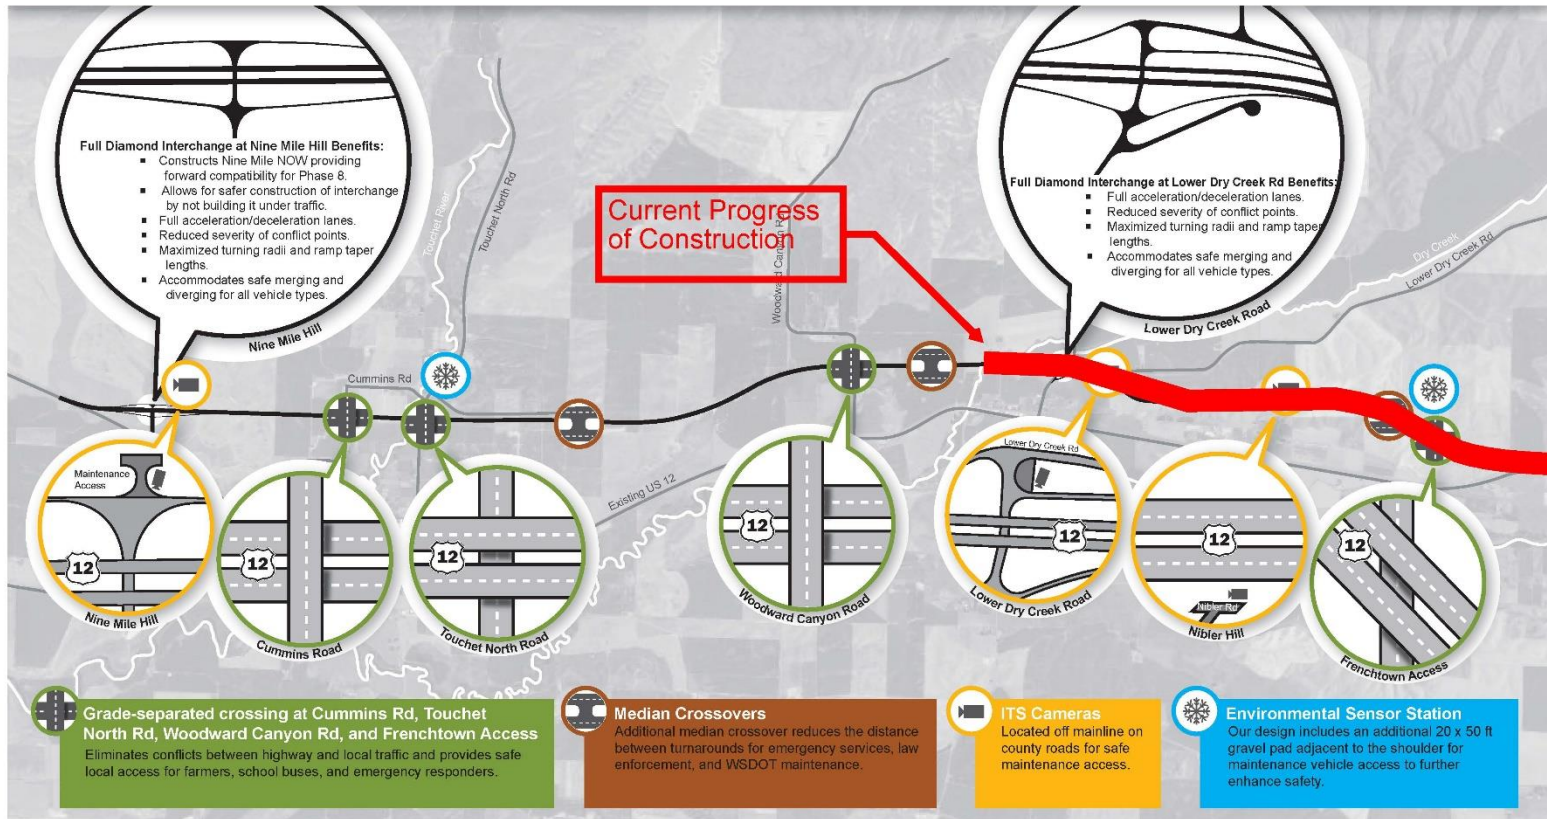 Full Diamond Interchange at Nine Mile Hill Benefits:
▪ Constructs Nine Mile NOW providing
forward compatibility for Phase 8.
▪ Allows for safer construction of interchange
by not building it under traffic.
▪ Full acceleration/deceleration lanes.
▪ Reduced severity of conflict points.
▪ Maximized turning radii and ramp taper
lengths.
▪ Accommodates safe merging and
diverging for all vehicle types.
Nine Mile Hill
Touchet River
Touchet North Rd
Current Progress
of Construction
Woodward Canyon Rd
Full Diamond Interchange at Lower Dry Creek Rd Benefits:
▪ Full acceleration/deceleration lanes.
▪ Reduced severity of conflict points.
▪ Maximized turning radii and ramp taper
lengths.
▪ Accommodates safe merging and
diverging for all vehicle types.
Lower Dry Creek Road
Dry Creek
Lower Dry Creek Rd
Cummins Rd
Existing US 12
Maintenance
Access
12
Nine Mile Hill
12
Cummins Road
12
Touchet North Road
12
Woodward Canyon Road
Lower Dry Creek Rd
12
Lower Dry Creek Road
12
Nibler Rd
Nibler Hill
12
Frenchtown Access
Grade-separated crossing at Cummins Rd, Touchet
North Rd, Woodward Canyon Rd, and Frenchtown Access
Eliminates conflicts between highway and local traffic and provides safe
local access for farmers, school buses, and emergency responders.
Median Crossovers
Additional median crossover reduces the distance
between turnarounds for emergency services, law
enforcement, and WSDOT maintenance.
ITS Cameras
Located off mainline on
county roads for safe
maintenance access.
Environmental Sensor Station
Our design includes an additional 20 x 50 ft
gravel pad adjacent to the shoulder for
maintenance vehicle access to further
enhance safety.